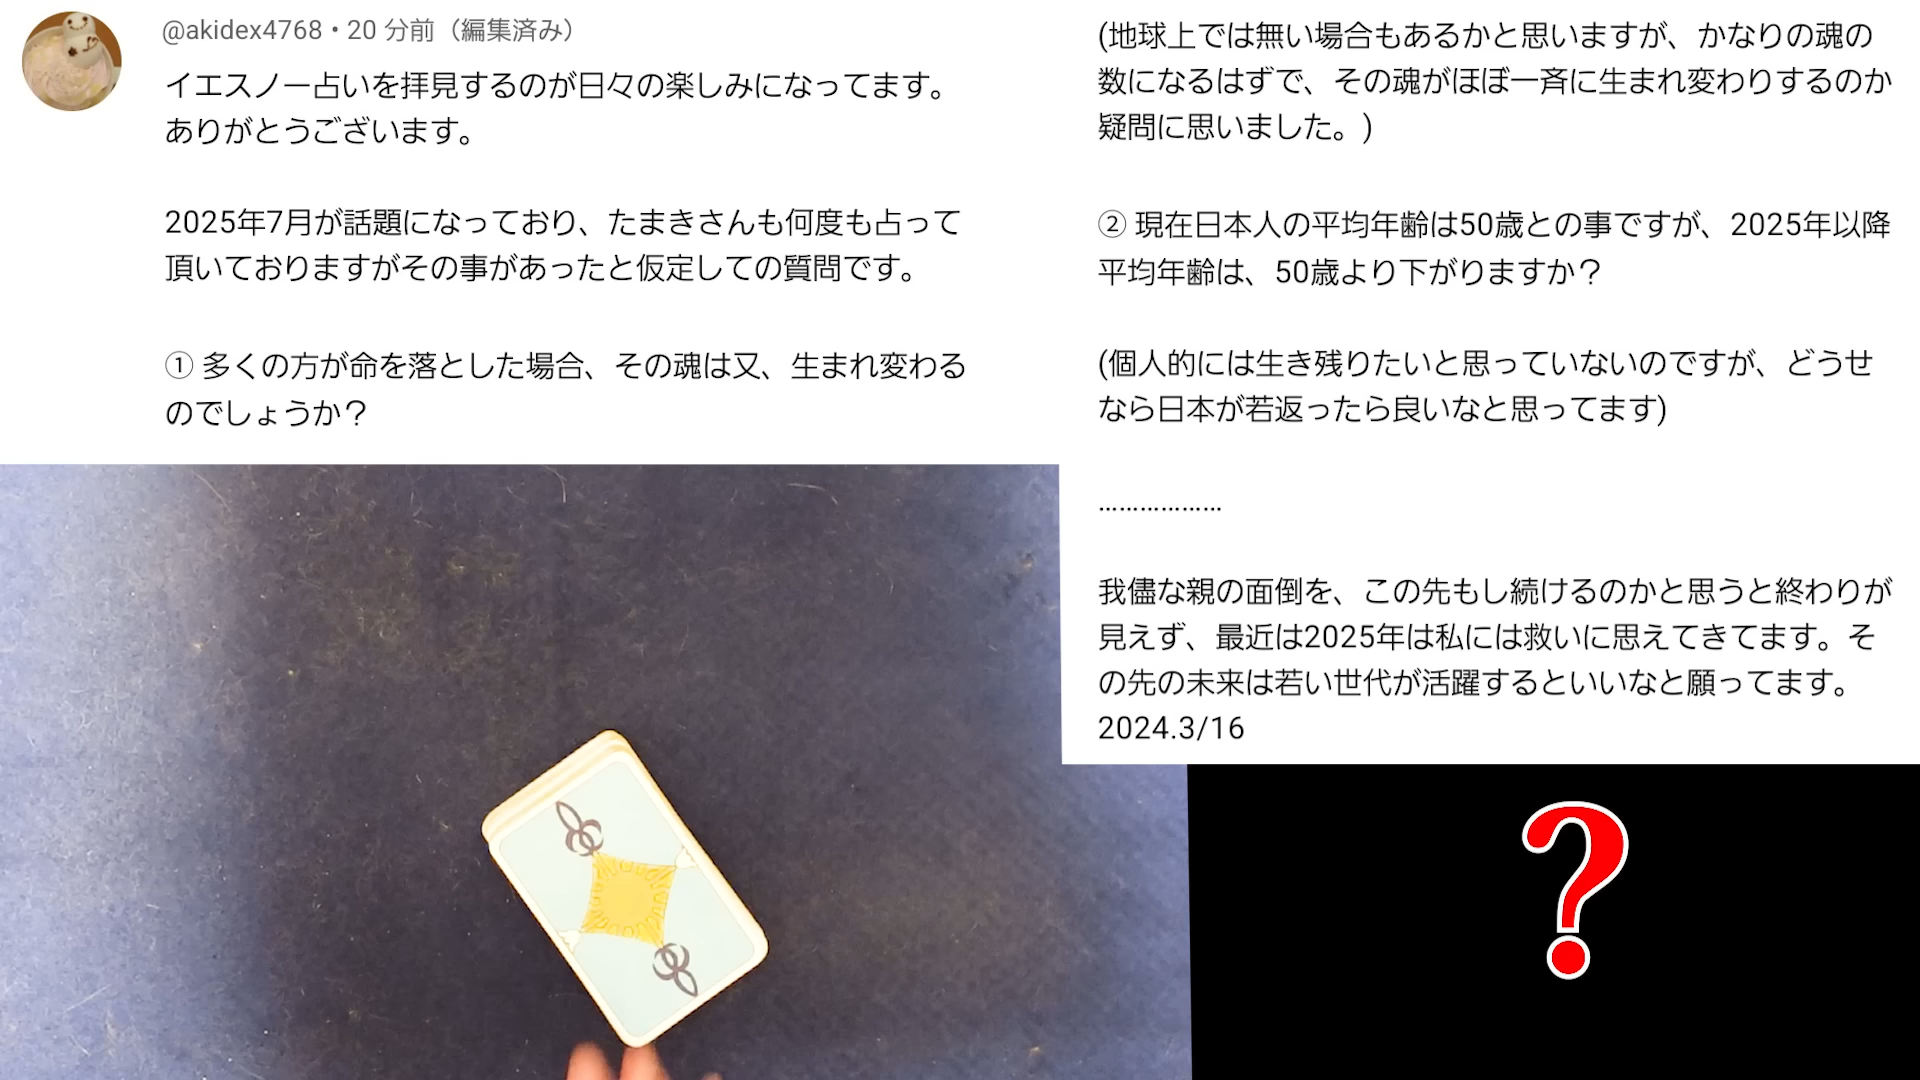 @akidex4768 • 20 分前（編集済み）
イエスノー占いを拝見するのが日々の楽しみになってます。
ありがとうございます。
2025年7月が話題になっており、たまきさんも何度も占って
頂いておりますがその事があったと仮定しての質問です。
① 多くの方が命を落とした場合、その魂は又、生まれ変わる
のでしょうか？
(地球上では無い場合もあるかと思いますが、かなりの魂の
数になるはずで、その魂がほぼ一斉に生まれ変わりするのか
疑問に思いました。)
② 現在日本人の平均年齢は50歳との事ですが、2025年以降
平均年齢は、50歳より下がりますか？
(個人的には生き残りたいと思っていないのですが、どうせ
なら日本が若返ったら良いなと思ってます)
………………
我儘な親の面倒を、この先もし続けるのかと思うと終わりが
見えず、最近は2025年は私には救いに思えてきてます。そ
の先の未来は若い世代が活躍するといいなと願ってます。
2024.3/16
?